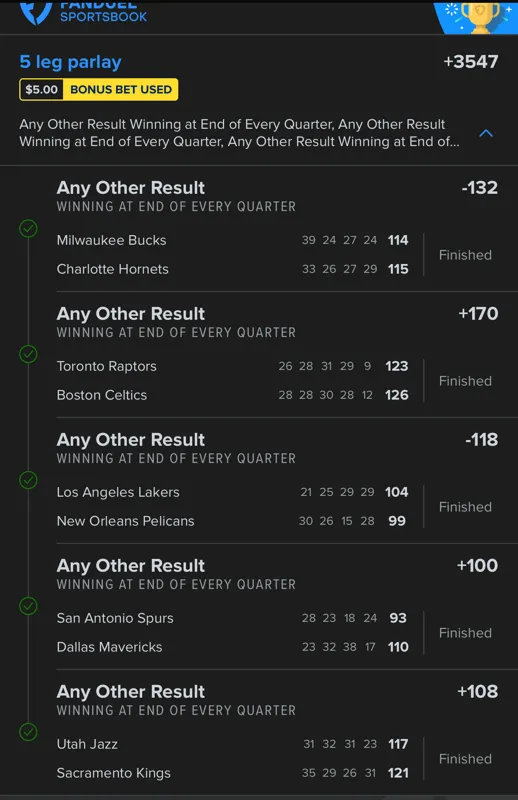 FANDUEL
SPORTSBOOK
5 leg parlay +3547
$5.00 BONUS BET USED
Any Other Result Winning at End of Every Quarter, Any Other Result
Winning at End of Every Quarter, Any Other Result Winning at End of...
Any Other Result -132
WINNING AT END OF EVERY QUARTER
Milwaukee Bucks 39 24 27 24 114
Finished
Charlotte Hornets 33 26 27 29 115
Any Other Result +170
WINNING AT END OF EVERY QUARTER
Toronto Raptors 26 28 31 29 9 123
Finished
Boston Celtics 28 28 30 28 12 126
Any Other Result -118
WINNING AT END OF EVERY QUARTER
Los Angeles Lakers 21 25 29 29 104
Finished
New Orleans Pelicans 30 26 15 28 99
Any Other Result +100
WINNING AT END OF EVERY QUARTER
San Antonio Spurs 28 23 18 24 93
Finished
Dallas Mavericks 23 32 38 17 110
Any Other Result +108
WINNING AT END OF EVERY QUARTER
Utah Jazz 31 32 31 23 117
Finished
Sacramento Kings 35 29 26 31 121